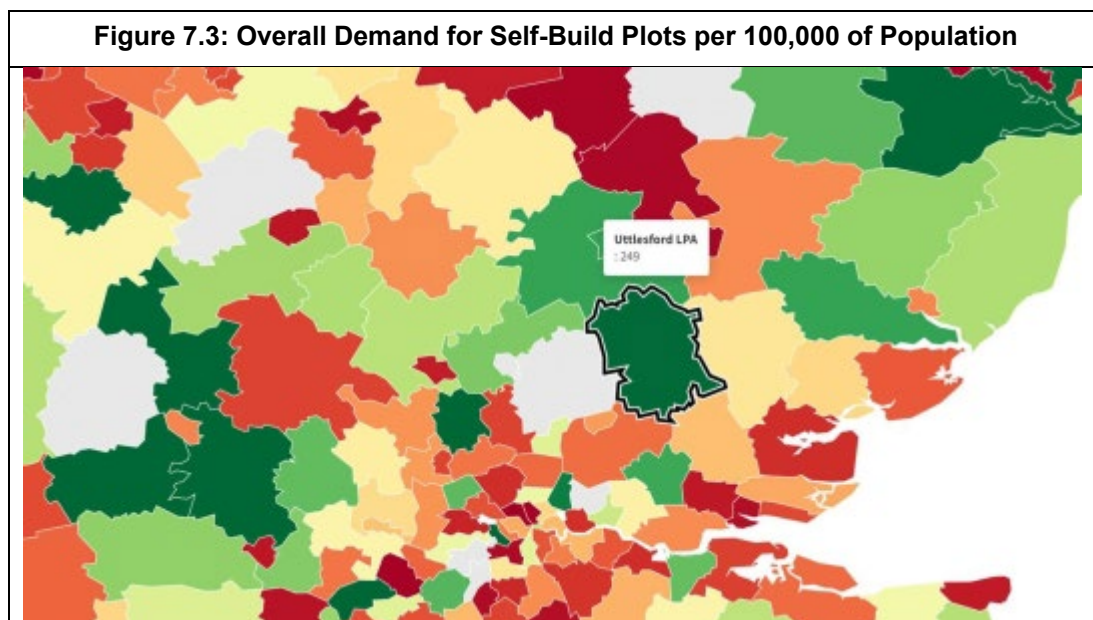 Figure 7.3: Overall Demand for Self-Build Plots per 100,000 of Population
Uttlesford LPA
: 249